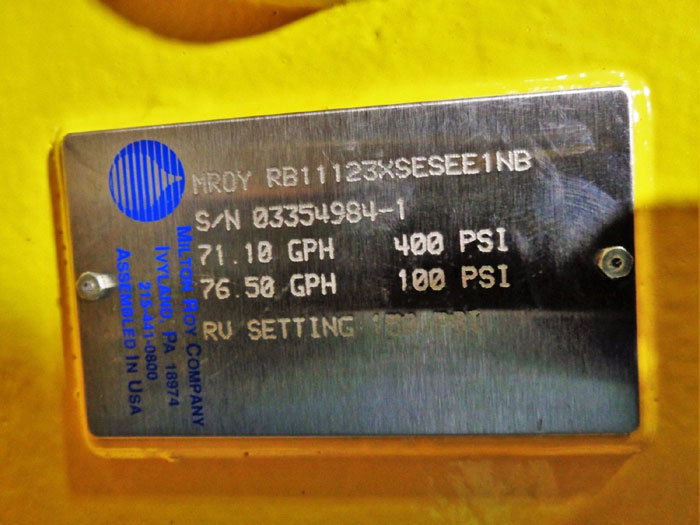 MROY RB11123XSESEE1NB
S/N 03354984-1
71.10 GPH 400 PSI
76.50 GPH 100 PSI
RV SETTING PSI
MILTON ROY COMPANY
IVYLAND, PA 18974
215-441-0800
ASSEMBLED IN USA